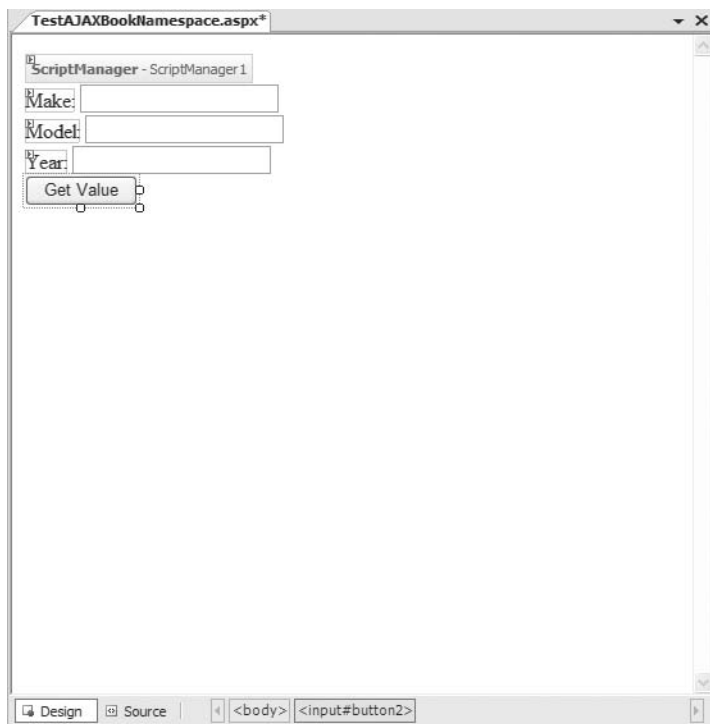 TestAJAXBookNamespace.aspx*
ScriptManager - ScriptManager1
Make:
Model:
Year:
Get Value
Design Source <body> <input#button2>